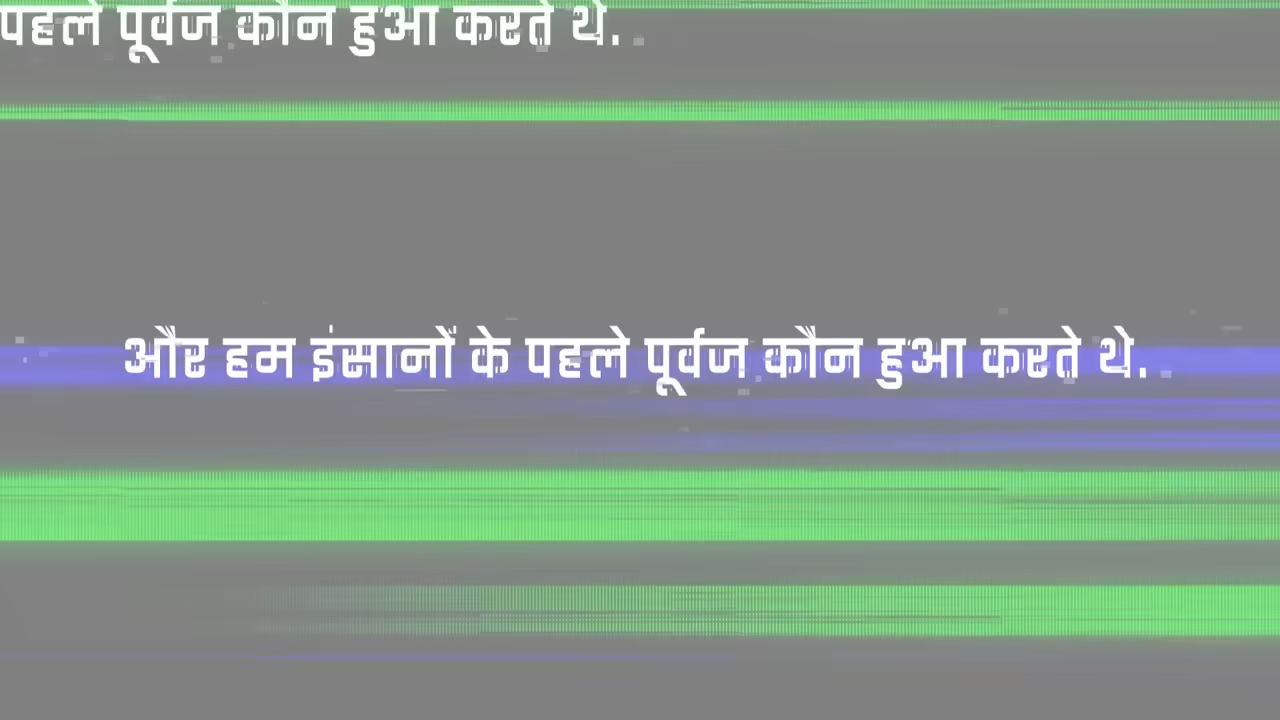 पहले पूर्वज कौन हुआ करते थे.
और हम इंसानों के पहले पूर्वज कौन हुआ करते थे.